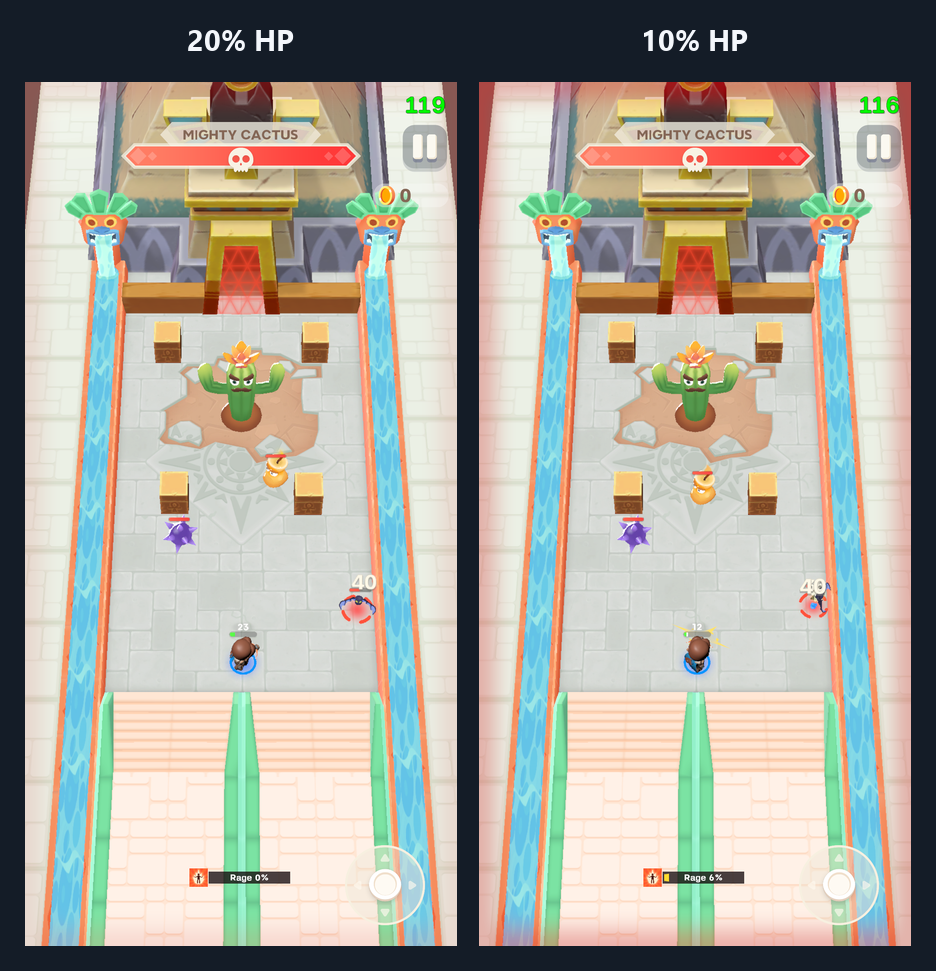 20% HP
119
MIGHTY CACTUS
0
40
23
Rage 0%
10% HP
116
MIGHTY CACTUS
0
40
12
Rage 6%